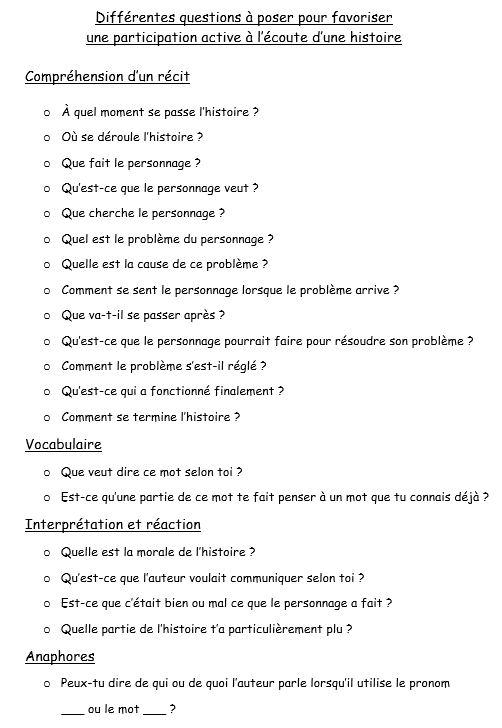 Différentes questions à poser pour favoriser
une participation active à l'écoute d'une histoire
Compréhension d'un récit
o À quel moment se passe l'histoire ?
o Où se déroule l'histoire ?
o Que fait le personnage ?
o Qu'est-ce que le personnage veut ?
o Que cherche le personnage ?
o Quel est le problème du personnage ?
o Quelle est la cause de ce problème ?
o Comment se sent le personnage lorsque le problème arrive ?
o Que va-t-il se passer après ?
o Qu'est-ce que le personnage pourrait faire pour résoudre son problème ?
o Comment le problème s'est-il réglé ?
o Qu'est-ce qui a fonctionné finalement ?
o Comment se termine l'histoire ?
Vocabulaire
o Que veut dire ce mot selon toi ?
o Est-ce qu'une partie de ce mot te fait penser à un mot que tu connais déjà ?
Interprétation et réaction
o Quelle est la morale de l'histoire ?
o Qu'est-ce que l'auteur voulait communiquer selon toi ?
o Est-ce que c'était bien ou mal ce que le personnage a fait ?
o Quelle partie de l'histoire t'a particulièrement plu ?
Anaphores
o Peux-tu dire de qui ou de quoi l'auteur parle lorsqu'il utilise le pronom
___ ou le mot ___ ?